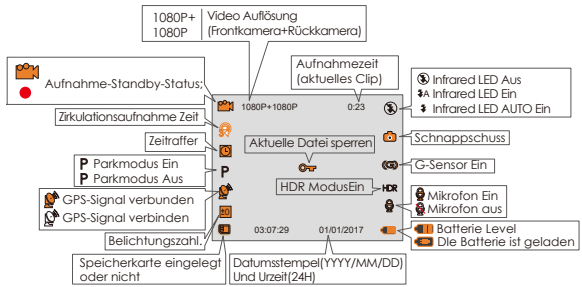 1080P+ Video Auflösung
1080P (Frontkamera+Rückkamera)
Aufnahmezeit
(aktuelles Clip)
Aufnahme-Standby-Status;
1080P+1080P 0:23
Infrared LED Aus
A Infrared LED Ein
Infrared LED AUTO Ein
Zirkulationsaufnahme Zeit
Zeitraffer
Aktuelle Datei sperren
Schnappschuss
P Parkmodus Ein
P Parkmodus Aus
P
G-Sensor Ein
HDR ModusEin
HDR
GPS-Signal verbunden
GPS-Signal verbinden
Mikrofon Ein
Mikrofon aus
Belichtungszahl.
±0
03:07:29 01/01/2017
Batterie Level
DIe Batterie ist geladen
Speicherkarte eingelegt
oder nicht
Datumsstempel(YYYY/MM/DD)
Und Urzeit(24H)